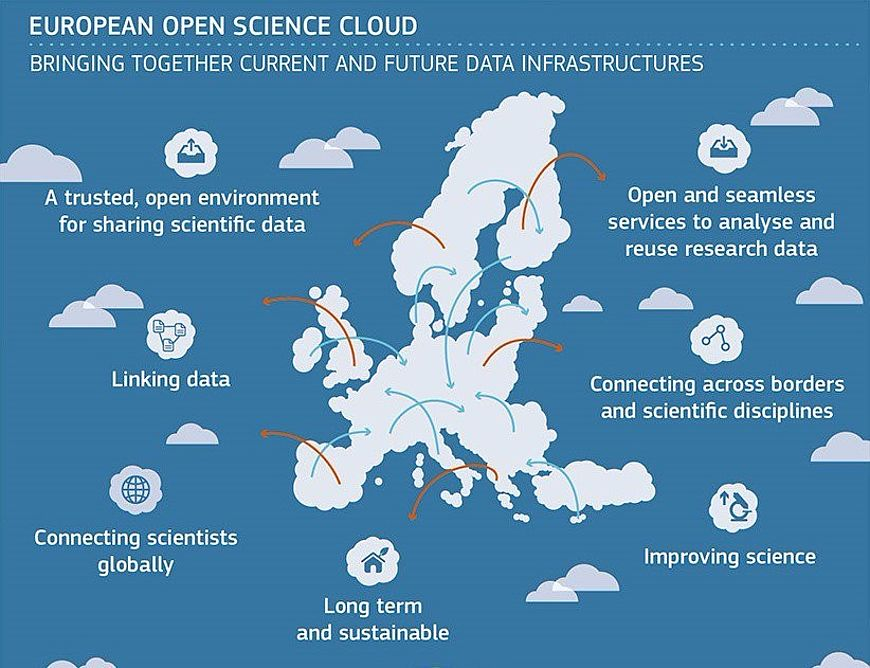 EUROPEAN OPEN SCIENCE CLOUD
BRINGING TOGETHER CURRENT AND FUTURE DATA INFRASTRUCTURES
A trusted, open environment
for sharing scientific data
Open and seamless
services to analyse and
reuse research data
Linking data
Connecting across borders
and scientific disciplines
Connecting scientists
globally
Improving science
Long term
and sustainable